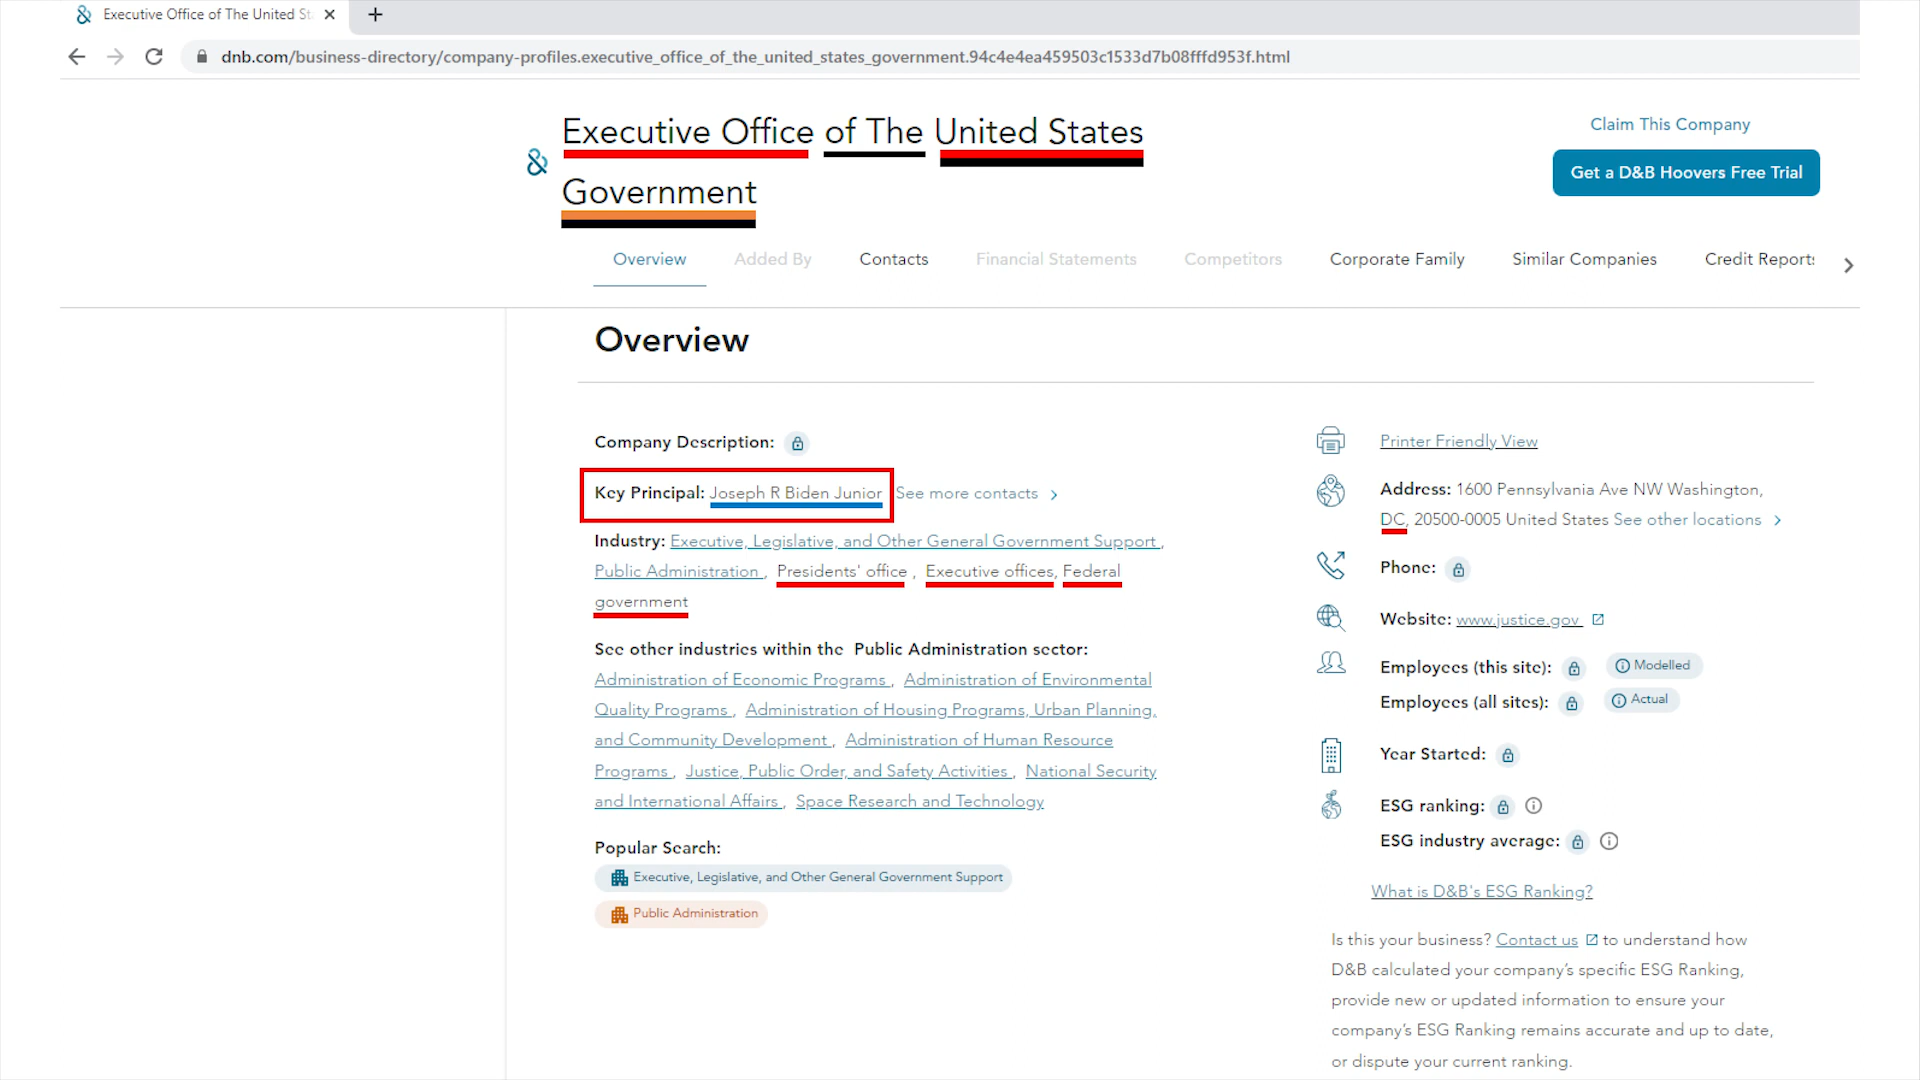 Executive Office of The United St
dnb.com/business-directory/company-profiles.executive_office_of_the_united_states_government.94c4e4ea459503c1533d7b08fffd953f.html
Executive Office of The United States
Government
Claim This Company
Get a D&B Hoovers Free Trial
Overview Added By Contacts Financial Statements Competitors Corporate Family Similar Companies Credit Reports
Overview
Company Description:
Key Principal: Joseph R Biden Junior See more contacts
Industry: Executive, Legislative, and Other General Government Support ,
Public Administration , Presidents' office , Executive offices, Federal
government
See other industries within the Public Administration sector:
Administration of Economic Programs , Administration of Environmental
Quality Programs , Administration of Housing Programs, Urban Planning,
and Community Development , Administration of Human Resource
Programs , Justice, Public Order, and Safety Activities , National Security
and International Affairs , Space Research and Technology
Popular Search:
Executive, Legislative, and Other General Government Support
Public Administration
Printer Friendly View
Address: 1600 Pennsylvania Ave NW Washington,
DC, 20500-0005 United States See other locations
Phone:
Website: www.justice.gov
Employees (this site): Modelled
Employees (all sites): Actual
Year Started:
ESG ranking:
ESG industry average:
What is D&B's ESG Ranking?
Is this your business? Contact us to understand how
D&B calculated your company's specific ESG Ranking,
provide new or updated information to ensure your
company's ESG Ranking remains accurate and up to date,
or dispute your current ranking.